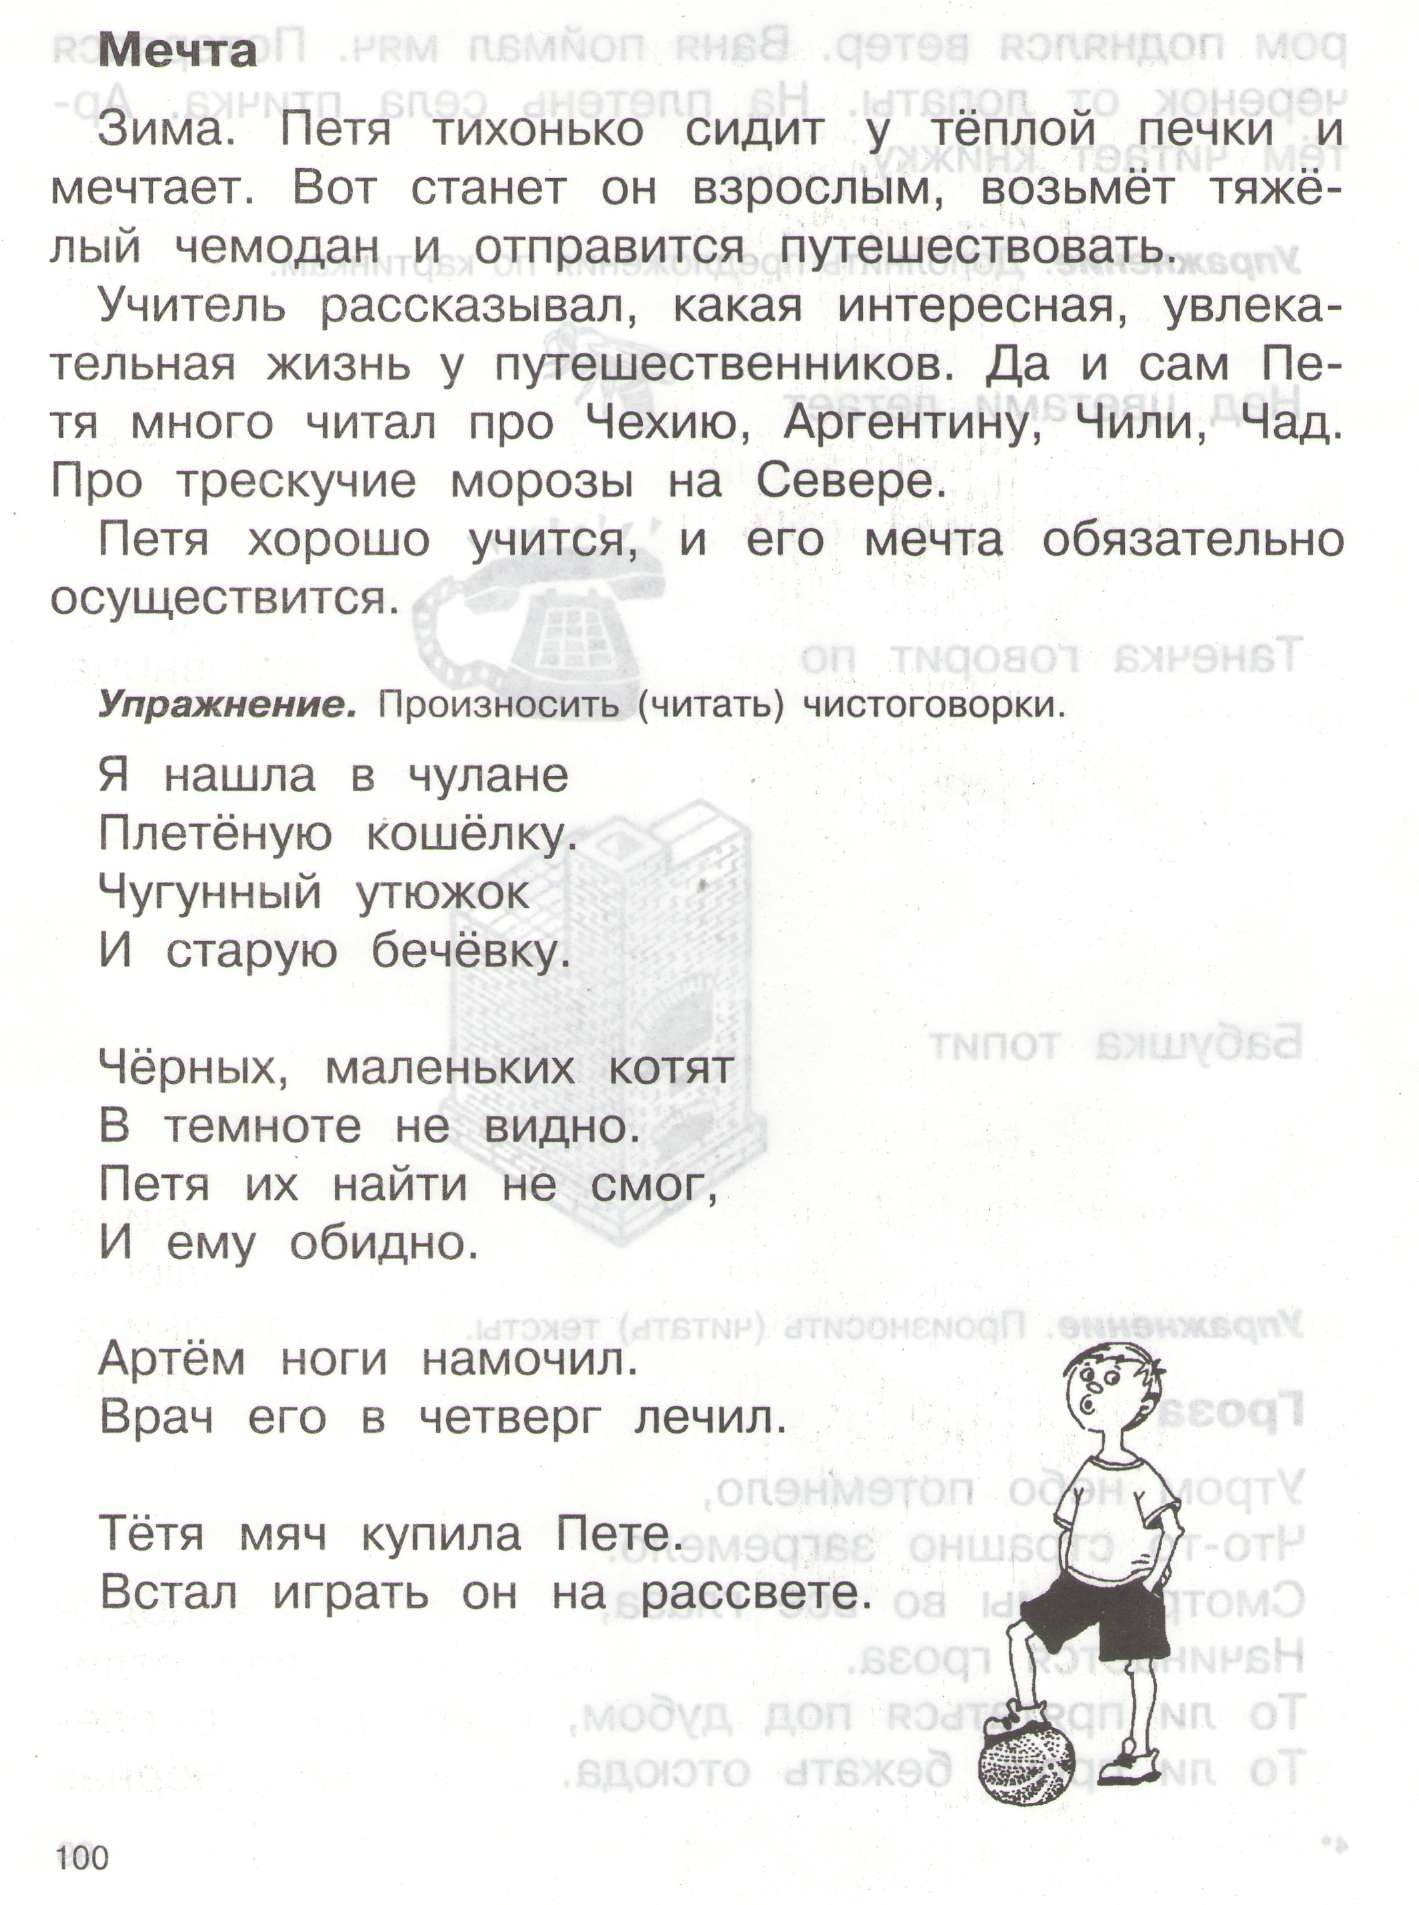 Мечта
Зима. Петя тихонько сидит у тёплой печки и
мечтает. Вот станет он взрослым, возьмёт тяжё-
лый чемодан и отправится путешествовать.
Учитель рассказывал, какая интересная, увлека-
тельная жизнь у путешественников. Да и сам Пе-
тя много читал про Чехию, Аргентину, Чили, Чад.
Про трескучие морозы на Севере.
Петя хорошо учится, и его мечта обязательно
осуществится.
Упражнение. Произносить (читать) чистоговорки.
Я нашла в чулане
Плетёную кошёлку.
Чугунный утюжок
И старую бечёвку.
Чёрных, маленьких котят
В темноте не видно.
Петя их найти не смог,
И ему обидно.
Артём ноги намочил.
Врач его в четверг лечил.
Тётя мяч купила Пете.
Встал играть он на рассвете.
100